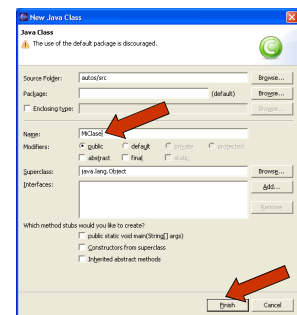 New Java Class
Java Class
The use of the default package is discouraged.
Source Folder: autos/src Browse...
Package: (default) Browse...
Enclosing type: Browse...
Name: MiClase
Modifiers: public default private protected
abstract final static
Superclass: java.lang.Object Browse...
Interfaces: Add...
Remove
Which method stubs would you like to create?
public static void main(String[] args)
Constructors from superclass
Inherited abstract methods
Finish Cancel